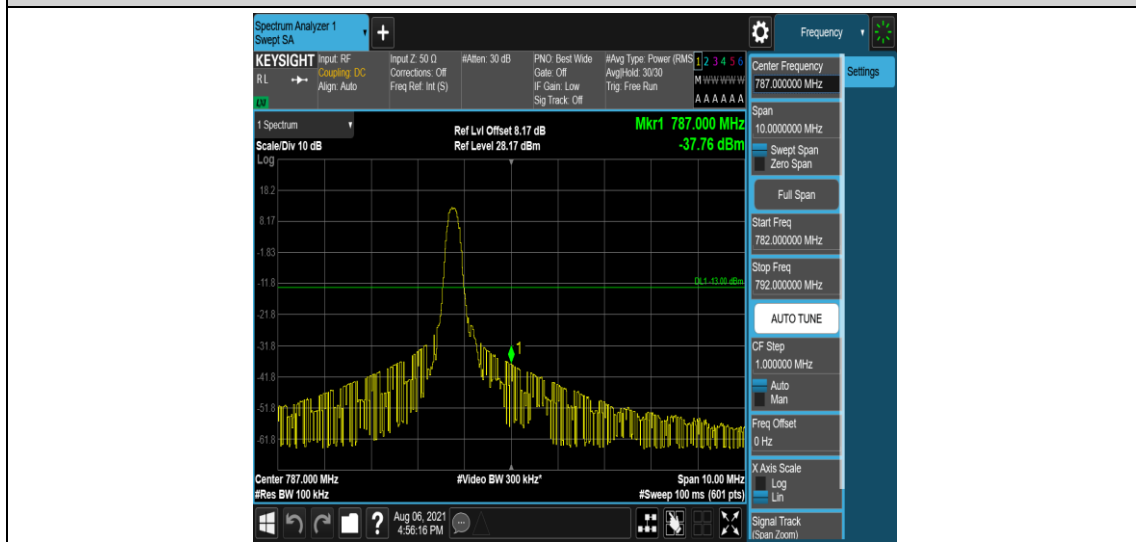 Spectrum Analyzer 1
Swept SA
Frequency
KEYSIGHT
RL
LXI
Input: RF
Coupling: DC
Align: Auto
Input Z: 50 Ω
Corrections: Off
Freq Ref: Int (S)
#Atten: 30 dB
PNO: Best Wide
Gate: Off
IF Gain: Low
Sig Track: Off
#Avg Type: Power (RMS
Avg|Hold: 30/30
Trig: Free Run
1 2 3 4 5 6
M W W W W W
A A A A A A
1 Spectrum
Scale/Div 10 dB
Log
Ref Lvl Offset 8.17 dB
Ref Level 28.17 dBm
Mkr1 787.000 MHz
-37.76 dBm
18.2
8.17
-1.83
-11.8
DL1 -13.00 dBm
-21.8
-31.8
1
-41.8
-51.8
-61.8
Center 787.000 MHz
#Res BW 100 kHz
#Video BW 300 kHz*
Span 10.00 MHz
#Sweep 100 ms (601 pts)
Aug 06, 2021
4:56:16 PM
Center Frequency
787.000000 MHz
Span
10.0000000 MHz
Swept Span
Zero Span
Full Span
Start Freq
782.000000 MHz
Stop Freq
792.000000 MHz
AUTO TUNE
CF Step
1.000000 MHz
Auto
Man
Freq Offset
0 Hz
X Axis Scale
Log
Lin
Signal Track
(Span Zoom)
Settings